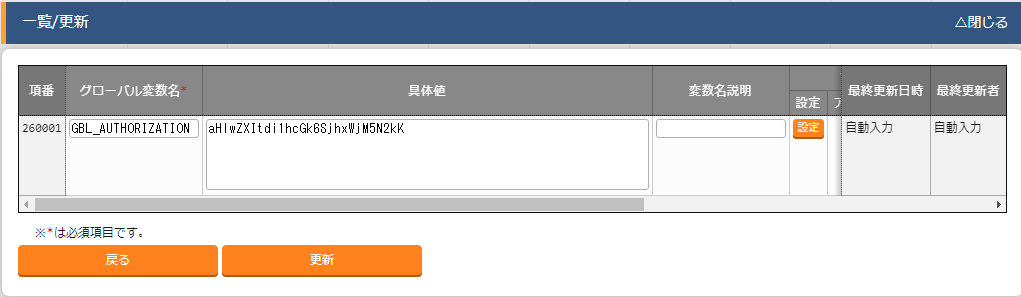 一覧/更新
△閉じる
項番
グローバル変数名*
具体値
変数名説明
設定
最終更新日時
最終更新者
260001
GBL_AUTHORIZATION
aHIwZXItdi1hcGk6SjhxWjM5N2kK
設定
自動入力
自動入力
※*は必須項目です。
戻る
更新